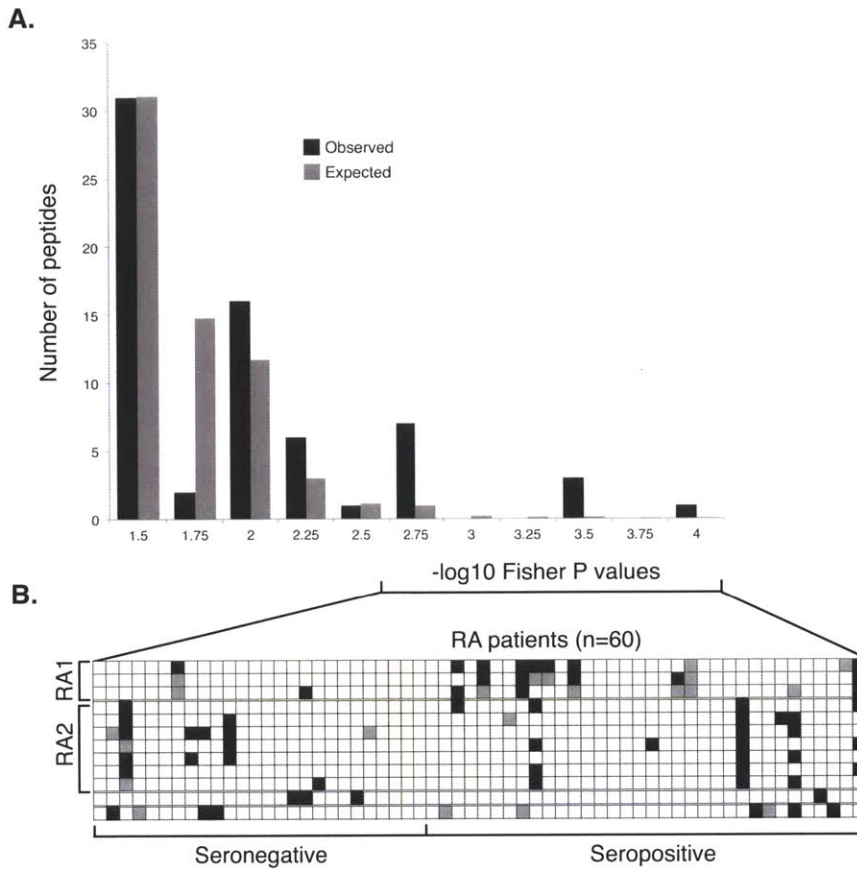 A.
35
30
25
20
15
10
5
0
Number of peptides
Observed
Expected
1.5 1.75 2 2.25 2.5 2.75 3 3.25 3.5 3.75 4
-log10 Fisher P values
B.
RA patients (n=60)
RA1
RA2
Seronegative Seropositive